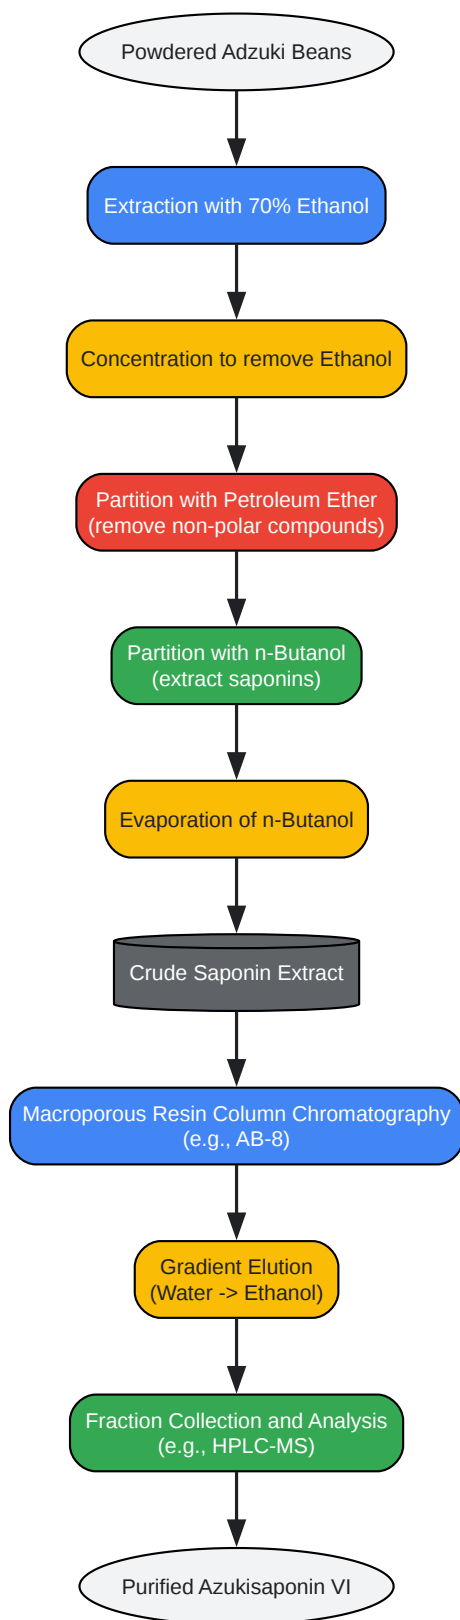 Powdered Adzuki Beans
Extraction with 70% Ethanol
Concentration to remove Ethanol
Partition with Petroleum Ether
(remove non-polar compounds)
Partition with n-Butanol
(extract saponins)
Evaporation of n-Butanol
Crude Saponin Extract
Macroporous Resin Column Chromatography
(e.g., AB-8)
Gradient Elution
(Water -> Ethanol)
Fraction Collection and Analysis
(e.g., HPLC-MS)
Purified Azukisaponin VI